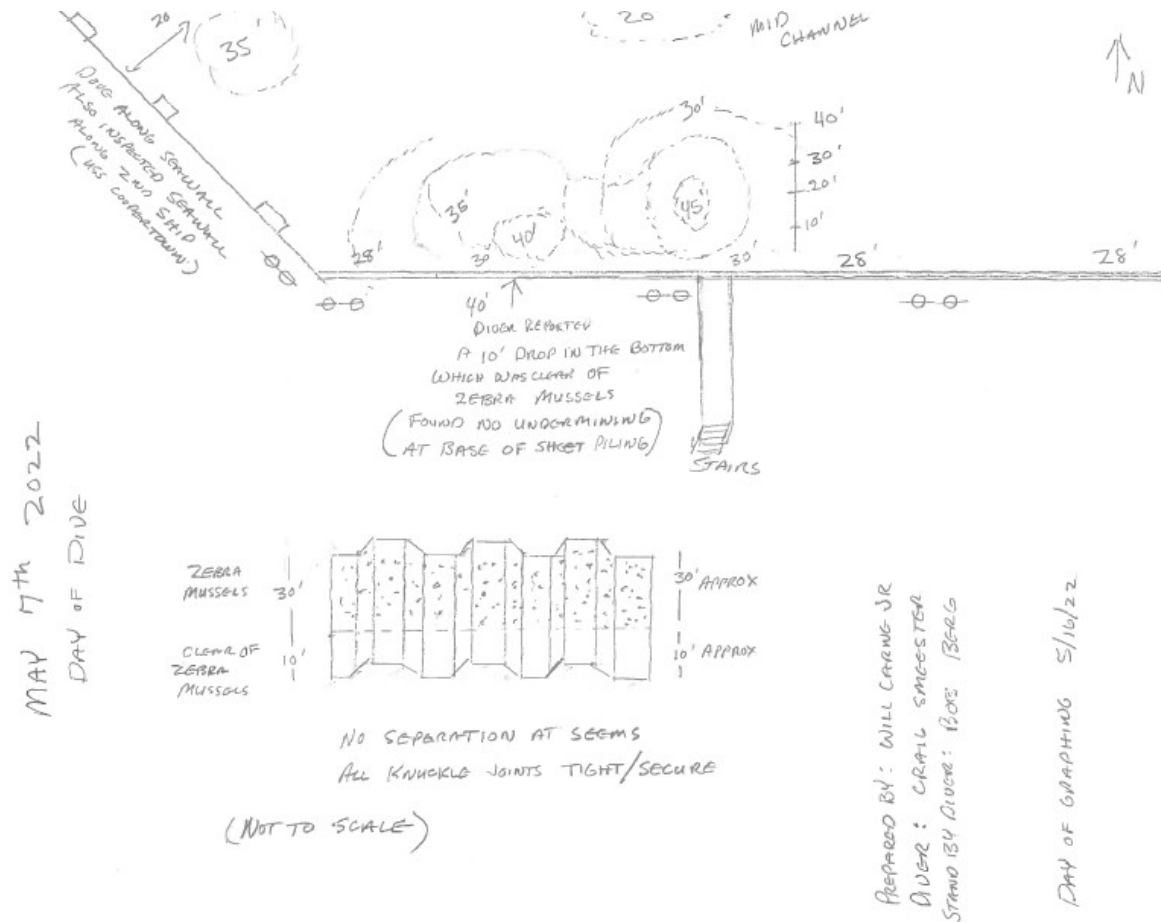 20
35'
20
MID
CHANNEL
N
DOVE ALONG SEAWALL
ALSO INSPECTED SEAWALL
ALONG 2ND SHIP
(USS COOPERTOWN)
30'
40'
30'
20'
10'
35'
40'
45'
28'
30'
30'
28'
28'
40'
DIVER REPORTED
A 10' DROP IN THE BOTTOM
WHICH WAS CLEAR OF
ZEBRA MUSSELS
(FOUND NO UNDERMINING
AT BASE OF SHEET PILING)
STAIRS
MAY 7th 2022
DAY OF DIVE
ZEBRA
MUSSELS
30'
30' APPROX
CLEAR OF
ZEBRA
MUSSELS
10'
10' APPROX
NO SEPERATION AT SEEMS
ALL KNUCKLE JOINTS TIGHT/SECURE
(NOT TO SCALE)
PREPARED BY: WILL CARING JR
DIVER: CRAIL SMEESTER
STAND BY DIVER: BOB BERG
DAY OF GRAPHING 5/16/22